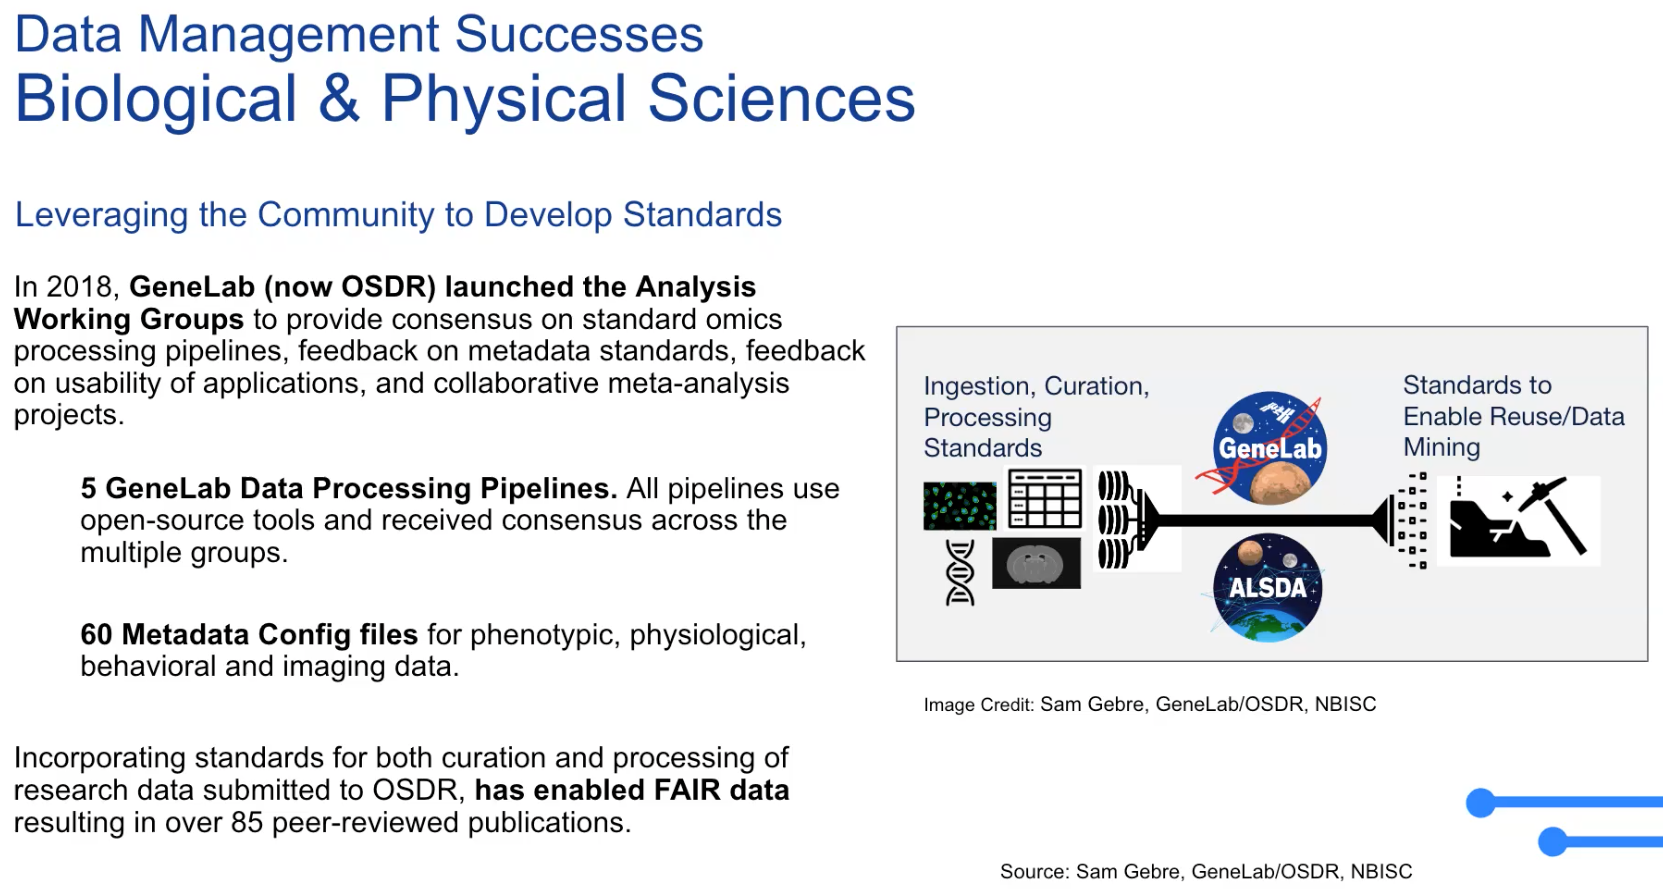 Data Management Successes
Biological & Physical Sciences
Leveraging the Community to Develop Standards
In 2018, GeneLab (now OSDR) launched the Analysis
Working Groups to provide consensus on standard omics
processing pipelines, feedback on metadata standards, feedback
on usability of applications, and collaborative meta-analysis
projects.
5 GeneLab Data Processing Pipelines. All pipelines use
open-source tools and received consensus across the
multiple groups.
60 Metadata Config files for phenotypic, physiological,
behavioral and imaging data.
Incorporating standards for both curation and processing of
research data submitted to OSDR, has enabled FAIR data
resulting in over 85 peer-reviewed publications.
Ingestion, Curation,
Processing
Standards
GeneLab
ALSDA
Standards to
Enable Reuse/Data
Mining
Image Credit: Sam Gebre, GeneLab/OSDR, NBISC
Source: Sam Gebre, GeneLab/OSDR, NBISC